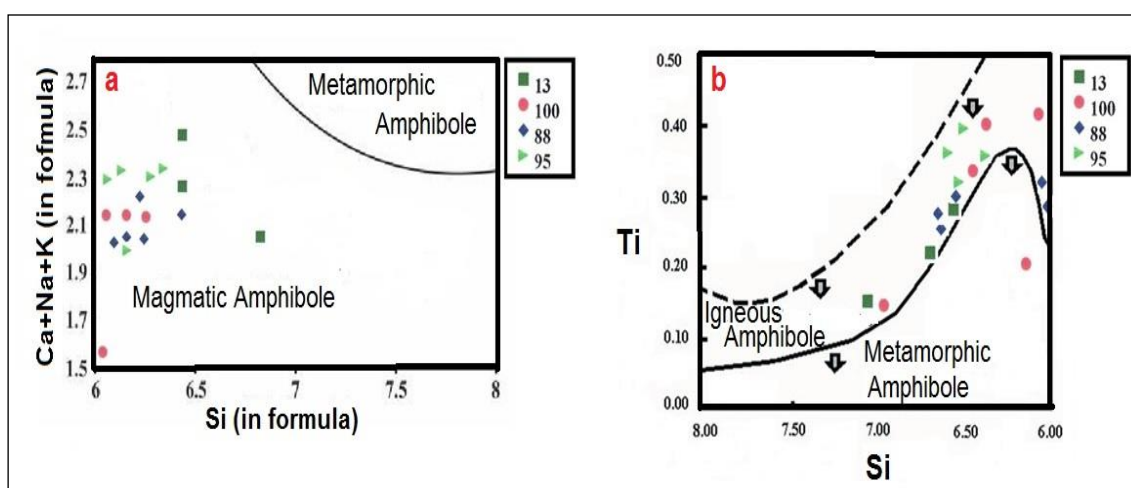 a
Metamorphic
Amphibole
Magmatic Amphibole
Ca+Na+K (in fofmula)
2.7
2.5
2.3
2.1
1.9
1.7
1.5
6
6.5
7
7.5
8
Si (in formula)
13
100
88
95
b
Ti
0.50
0.40
0.30
0.20
0.10
0.00
Igneous
Amphibole
Metamorphic
Amphibole
8.00
7.50
7.00
6.50
6.00
Si
13
100
88
95